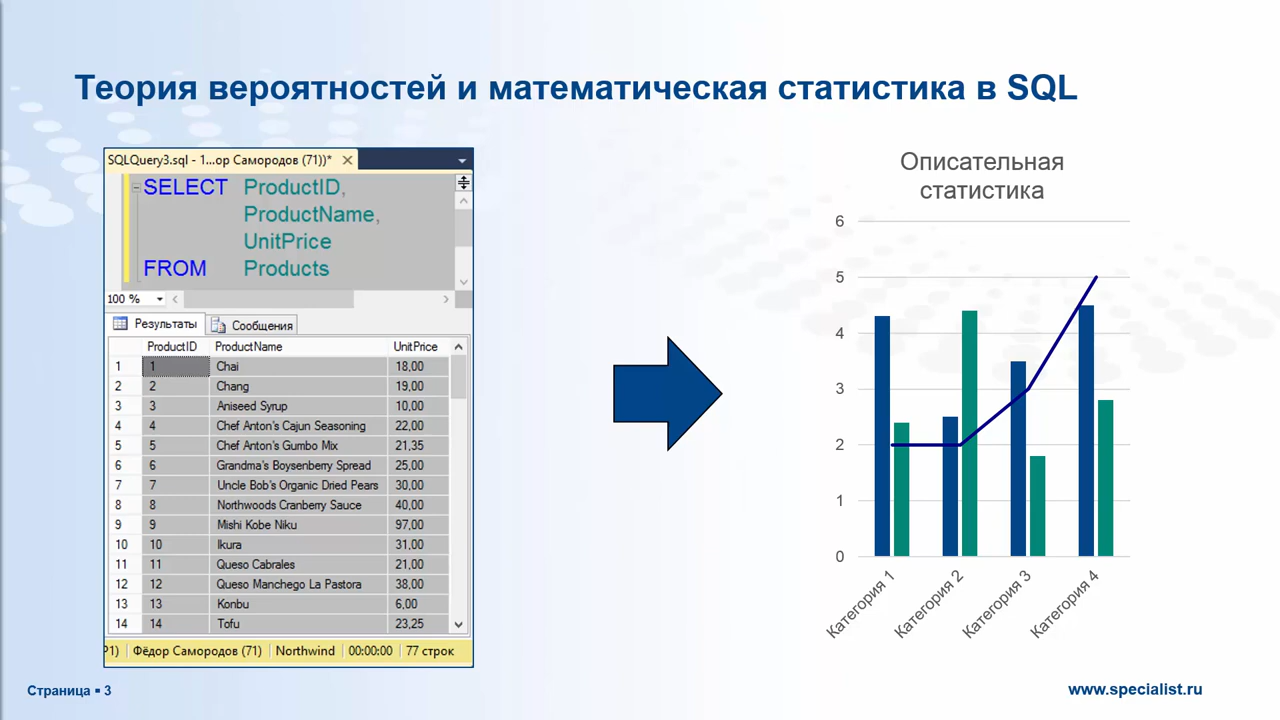 Теория вероятностей и математическая статистика в SQL
SQLQuery3.sql - 1...ор Самородов (71))*
SELECT ProductID,
ProductName,
UnitPrice
FROM Products
100 %
Результаты Сообщения
ProductID ProductName UnitPrice
1 1 Chai 18,00
2 2 Chang 19,00
3 3 Aniseed Syrup 10,00
4 4 Chef Anton's Cajun Seasoning 22,00
5 5 Chef Anton's Gumbo Mix 21,35
6 6 Grandma's Boysenberry Spread 25,00
7 7 Uncle Bob's Organic Dried Pears 30,00
8 8 Northwoods Cranberry Sauce 40,00
9 9 Mishi Kobe Niku 97,00
10 10 Ikura 31,00
11 11 Queso Cabrales 21,00
12 12 Queso Manchego La Pastora 38,00
13 13 Konbu 6,00
14 14 Tofu 23,25
P1) Фёдор Самородов (71) Northwind 00:00:00 77 строк
Описательная
статистика
6
5
4
3
2
1
0
Категория 1 Категория 2 Категория 3 Категория 4
Страница ▪ 3
www.specialist.ru